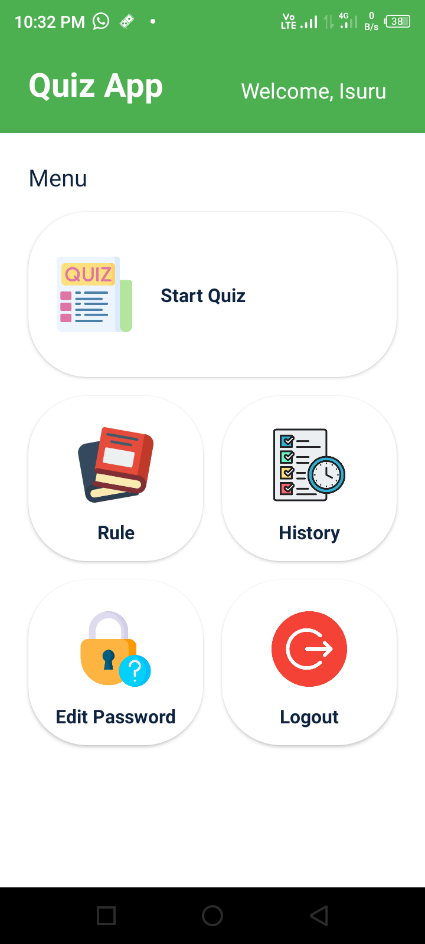 10:32 PM Vo LTE 4G 0 B/s 38
Quiz App Welcome, Isuru
Menu
QUIZ
Start Quiz
Rule History
?
Edit Password Logout